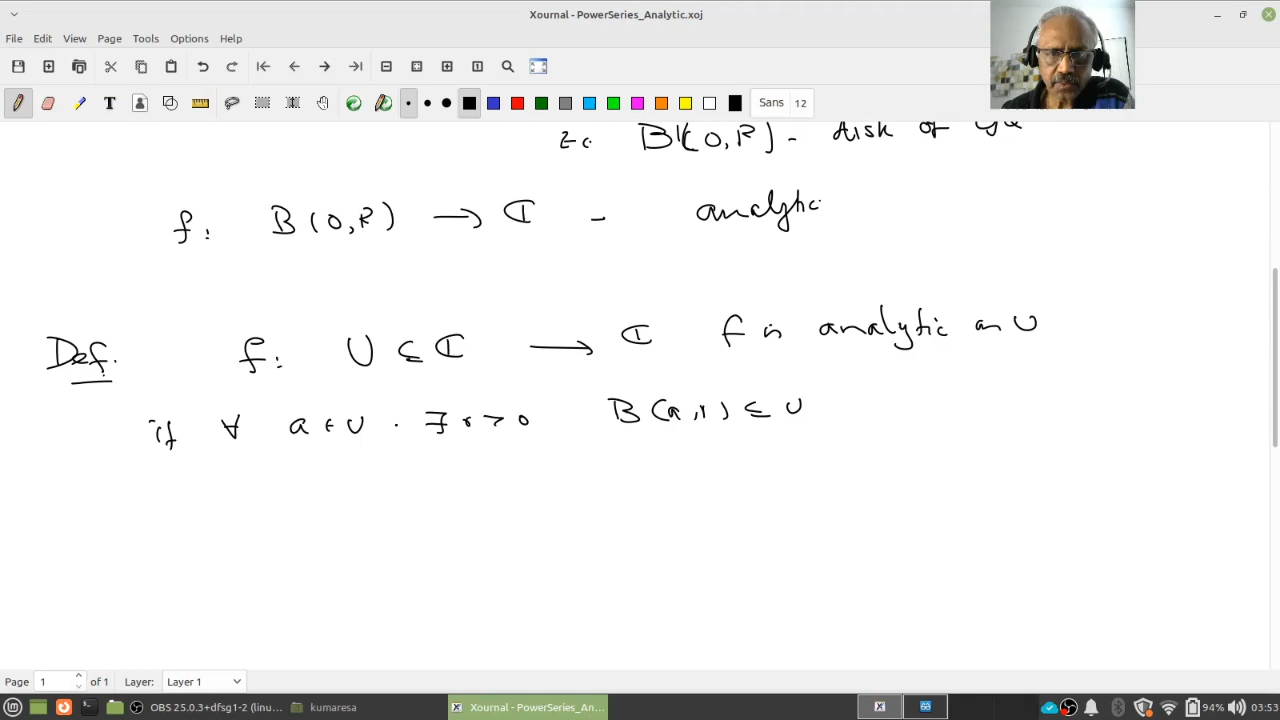 Xournal - PowerSeries_Analytic.xoj
File Edit View Page Tools Options Help
Sans 12
B(0,R) - disk of
f: B(0,R) → ℂ - analytic
Def. f: U ⊆ ℂ → ℂ f is analytic on U
if ∀ a ∈ U. ∃ r > 0 B(a,r) ⊆ U
Page 1 of 1 Layer: Layer 1
OBS 25.0.3+dfsg1-2 (linu... kumaresa Xournal - PowerSeries_An... 94% 03:53